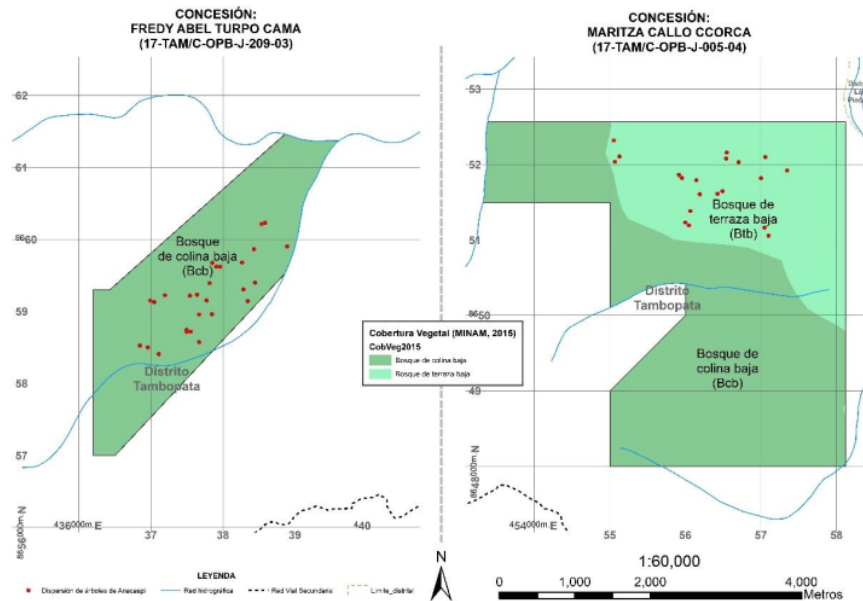 CONCESIÓN:
FREDY ABEL TURPO CAMA
(17-TAM/C-OPB-J-209-03)
62
61
8660
59
58
57
8656000m.N
436000m.E
37
38
39
40
Bosque
de colina baja
(Bcb)
Distrito
Tambopata
CONCESIÓN:
MARITZA CALLO CCORCA
(17-TAM/C-OPB-J-005-04)
53
52
51
8650
49
8648000m.N
454000m.E
55
56
57
58
Bosque de
terraza baja
(Btb)
Distrito
Tambopata
Bosque de
colina baja
(Bcb)
Cobertura Vegetal (MINAM, 2015)
CobVeg2015
Bosque de colina baja
Bosque de terraza baja
LEYENDA
Dispersión de árboles de Anacaspi
Red hidrográfica
Red Vial Secundaria
Limite_distrital
N
1:60,000
0 1,000 2,000 4,000
Metros